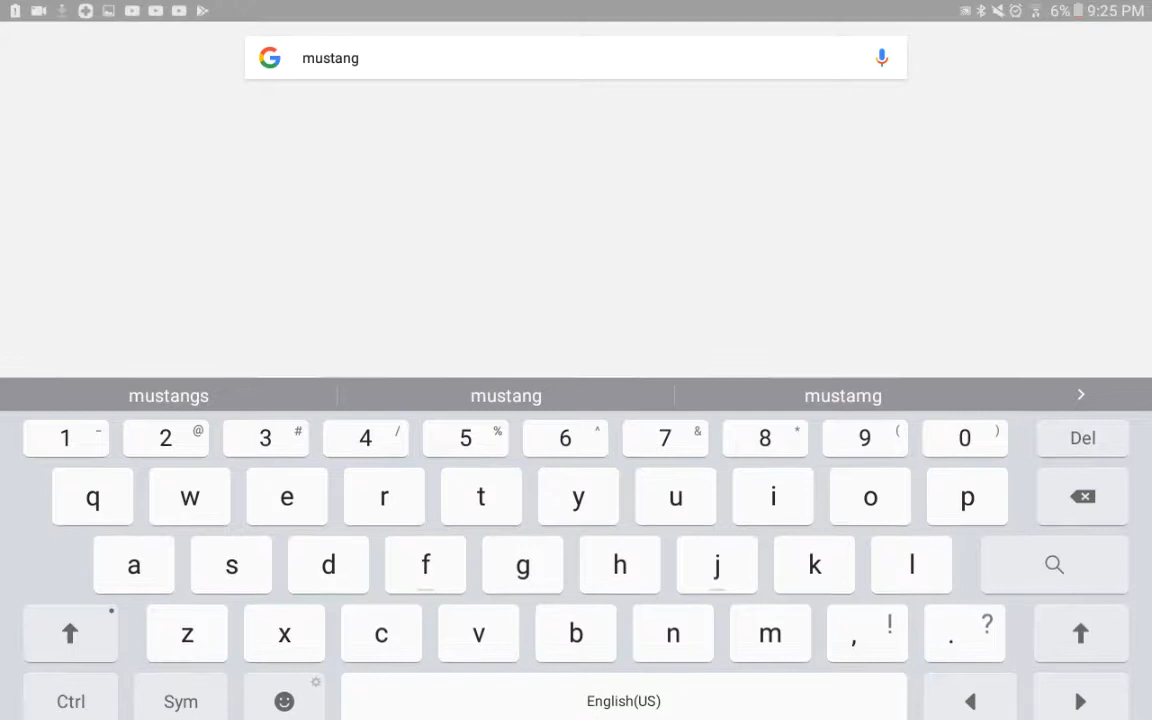 6% 9:25 PM
mustang
mustangs mustang mustamg
1 - 2 @ 3 # 4 / 5 % 6 ^ 7 & 8 * 9 ( 0 ) Del
q w e r t y u i o p
a s d f g h j k l
z x c v b n m , ! . ?
Ctrl Sym English(US)